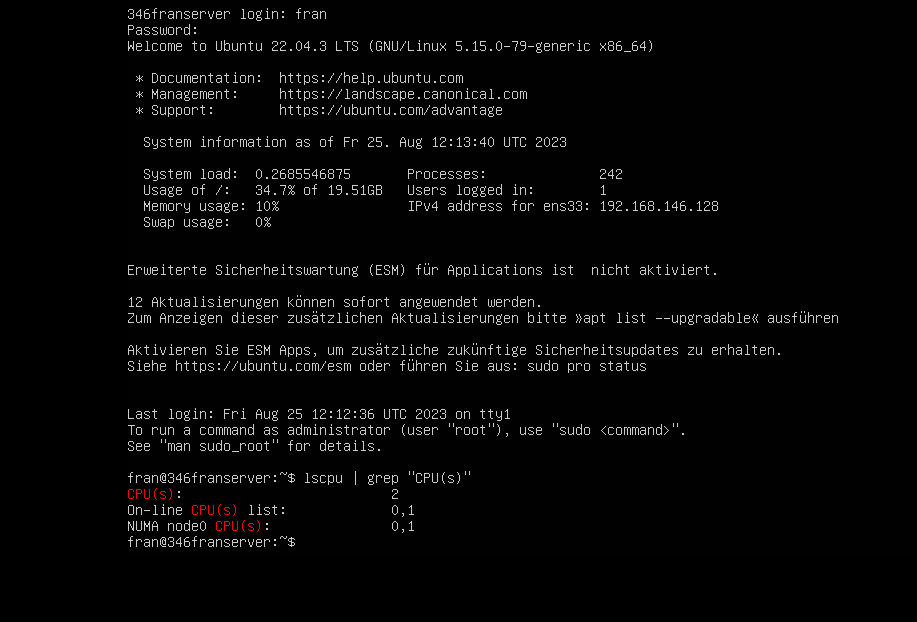 346franserver login: fran
Password:
Welcome to Ubuntu 22.04.3 LTS (GNU/Linux 5.15.0-79-generic x86_64)
* Documentation:  https://help.ubuntu.com
* Management:     https://landscape.canonical.com
* Support:        https://ubuntu.com/advantage
System information as of Fr 25. Aug 12:13:40 UTC 2023
System load:  0.2685546875       Processes:              242
Usage of /:   34.7% of 19.51GB   Users logged in:        1
Memory usage: 10%                IPv4 address for ens33: 192.168.146.128
Swap usage:   0%
Erweiterte Sicherheitswartung (ESM) für Applications ist  nicht aktiviert.
12 Aktualisierungen können sofort angewendet werden.
Zum Anzeigen dieser zusätzlichen Aktualisierungen bitte »apt list --upgradable« ausführen
Aktivieren Sie ESM Apps, um zusätzliche zukünftige Sicherheitsupdates zu erhalten.
Siehe https://ubuntu.com/esm oder führen Sie aus: sudo pro status
Last login: Fri Aug 25 12:12:36 UTC 2023 on tty1
To run a command as administrator (user "root"), use "sudo <command>".
See "man sudo_root" for details.
fran@346franserver:~$ lscpu | grep "CPU(s)"
CPU(s):                          2
On-line CPU(s) list:             0,1
NUMA node0 CPU(s):               0,1
fran@346franserver:~$